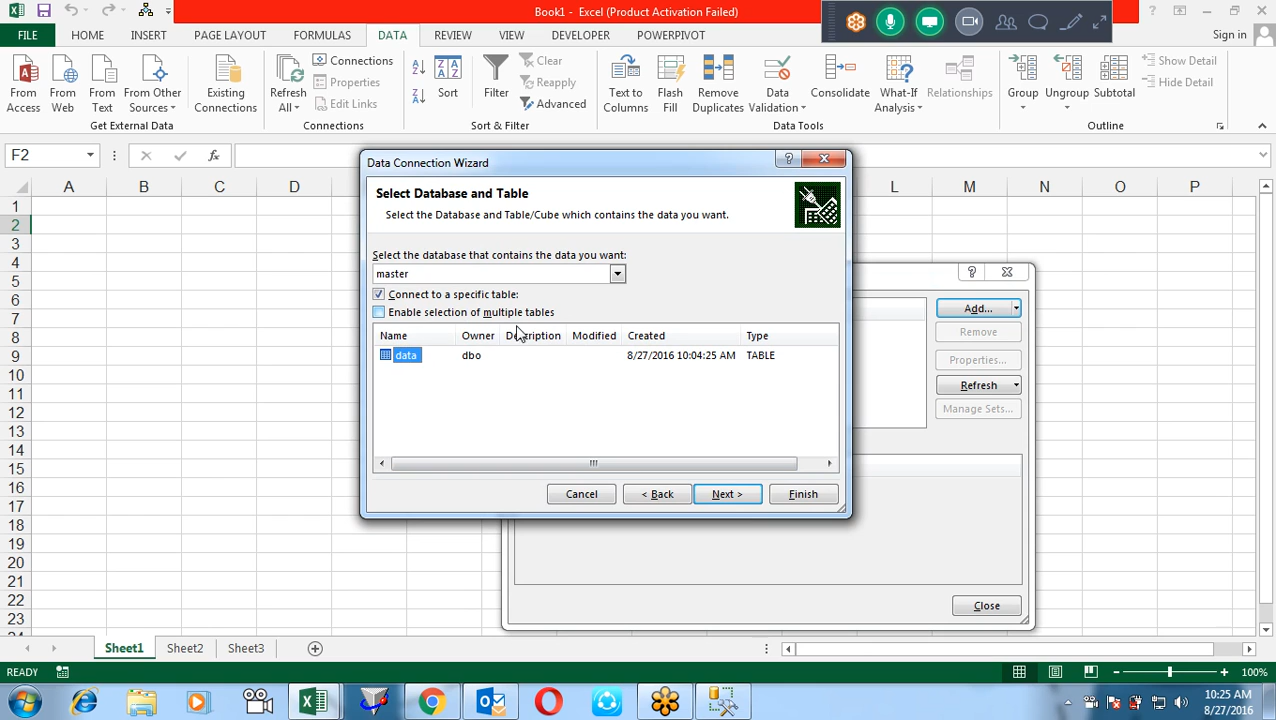 Book1 - Excel (Product Activation Failed)
FILE HOME INSERT PAGE LAYOUT FORMULAS DATA REVIEW VIEW DEVELOPER POWERPIVOT Sign in
From Access
From Web
From Text
From Other Sources
Existing Connections
Get External Data
Refresh All
Connections
Properties
Edit Links
Connections
Sort
Filter
Clear
Reapply
Advanced
Sort & Filter
Text to Columns
Flash Fill
Remove Duplicates
Data Validation
Consolidate
What-If Analysis
Relationships
Data Tools
Group
Ungroup
Subtotal
Show Detail
Hide Detail
Outline
F2
A B C D L M N O P
1
2
3
4
5
6
7
8
9
10
11
12
13
14
15
16
17
18
19
20
21
22
23
24
Data Connection Wizard
Select Database and Table
Select the Database and Table/Cube which contains the data you want.
Select the database that contains the data you want:
master
Connect to a specific table:
Enable selection of multiple tables
Name Owner Description Modified Created Type
data dbo 8/27/2016 10:04:25 AM TABLE
Cancel < Back Next > Finish
Add...
Remove
Properties...
Refresh
Manage Sets...
Close
Sheet1 Sheet2 Sheet3
READY 100%
10:25 AM
8/27/2016